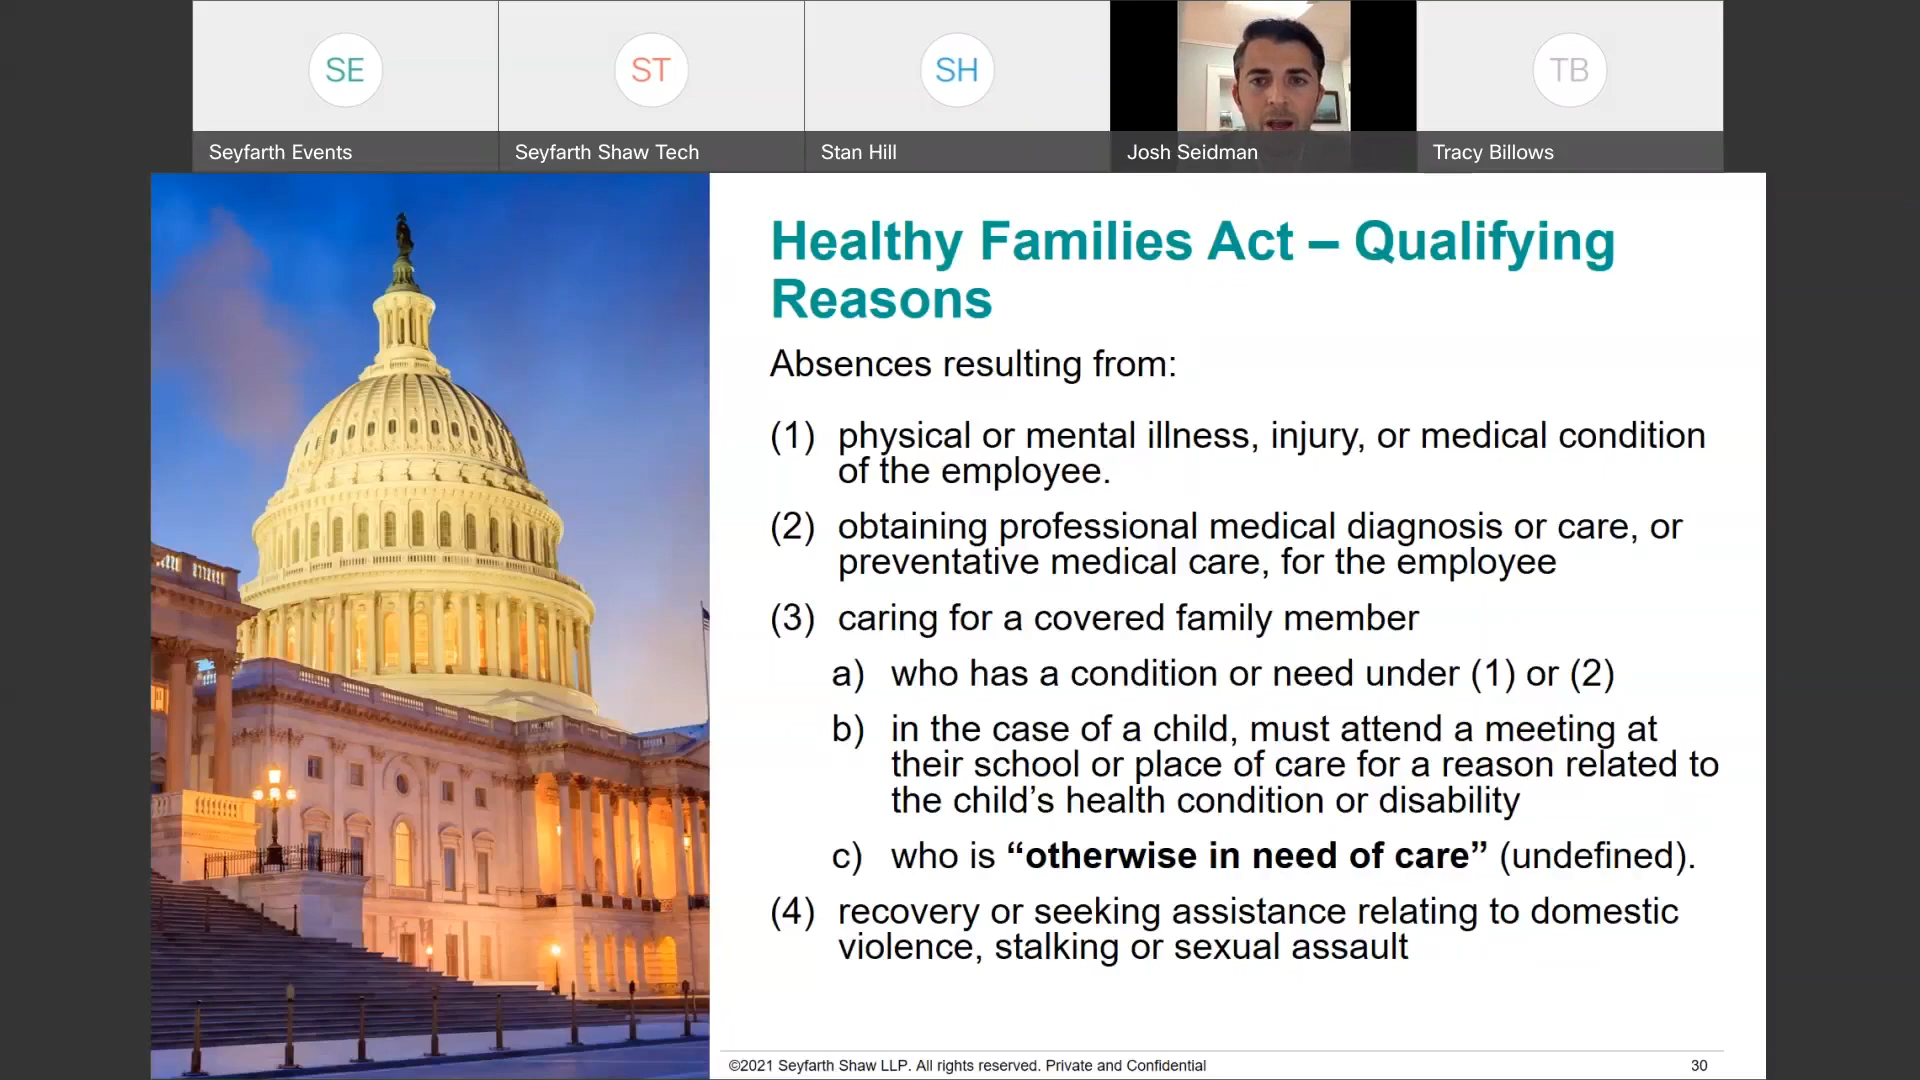 SE
ST
SH
TB
Seyfarth Events
Seyfarth Shaw Tech
Stan Hill
Josh Seidman
Tracy Billows
Healthy Families Act – Qualifying
Reasons
Absences resulting from:
(1) physical or mental illness, injury, or medical condition
of the employee.
(2) obtaining professional medical diagnosis or care, or
preventative medical care, for the employee
(3) caring for a covered family member
a) who has a condition or need under (1) or (2)
b) in the case of a child, must attend a meeting at
their school or place of care for a reason related to
the child’s health condition or disability
c) who is “otherwise in need of care” (undefined).
(4) recovery or seeking assistance relating to domestic
violence, stalking or sexual assault
©2021 Seyfarth Shaw LLP. All rights reserved. Private and Confidential
30